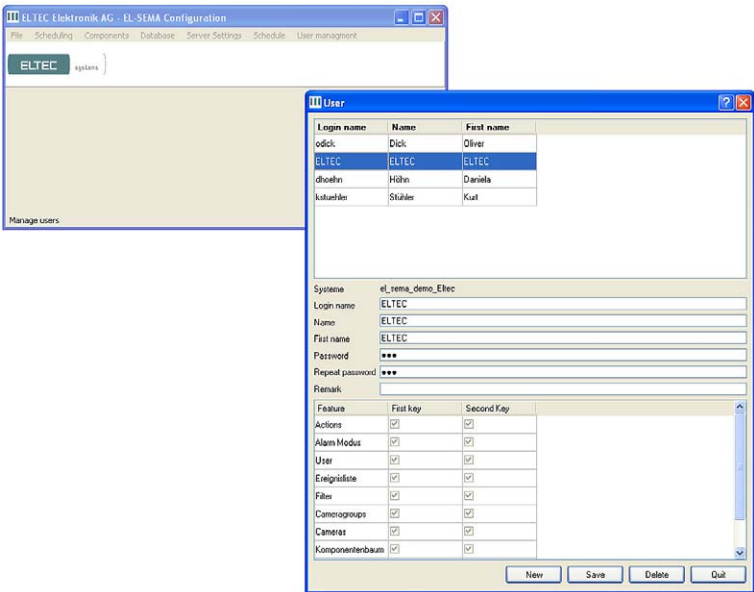 ELTEC Elektronik AG - EL-SEMA Configuration
File Scheduling Components Database Server Settings Schedule User managment
ELTEC systems
Manage users
User
Login name Name First name
odick Dick Oliver
ELTEC ELTEC ELTEC
dhoehn Höhn Daniela
kstuehler Stühler Kurt
Systeme el_sema_demo_Eltec
Login name ELTEC
Name ELTEC
First name ELTEC
Password
Repeat password
Remark
Feature First key Second Key
Actions
Alarm Modus
User
Ereignisliste
Filter
Cameragroups
Cameras
Komponentenbaum
New Save Delete Quit